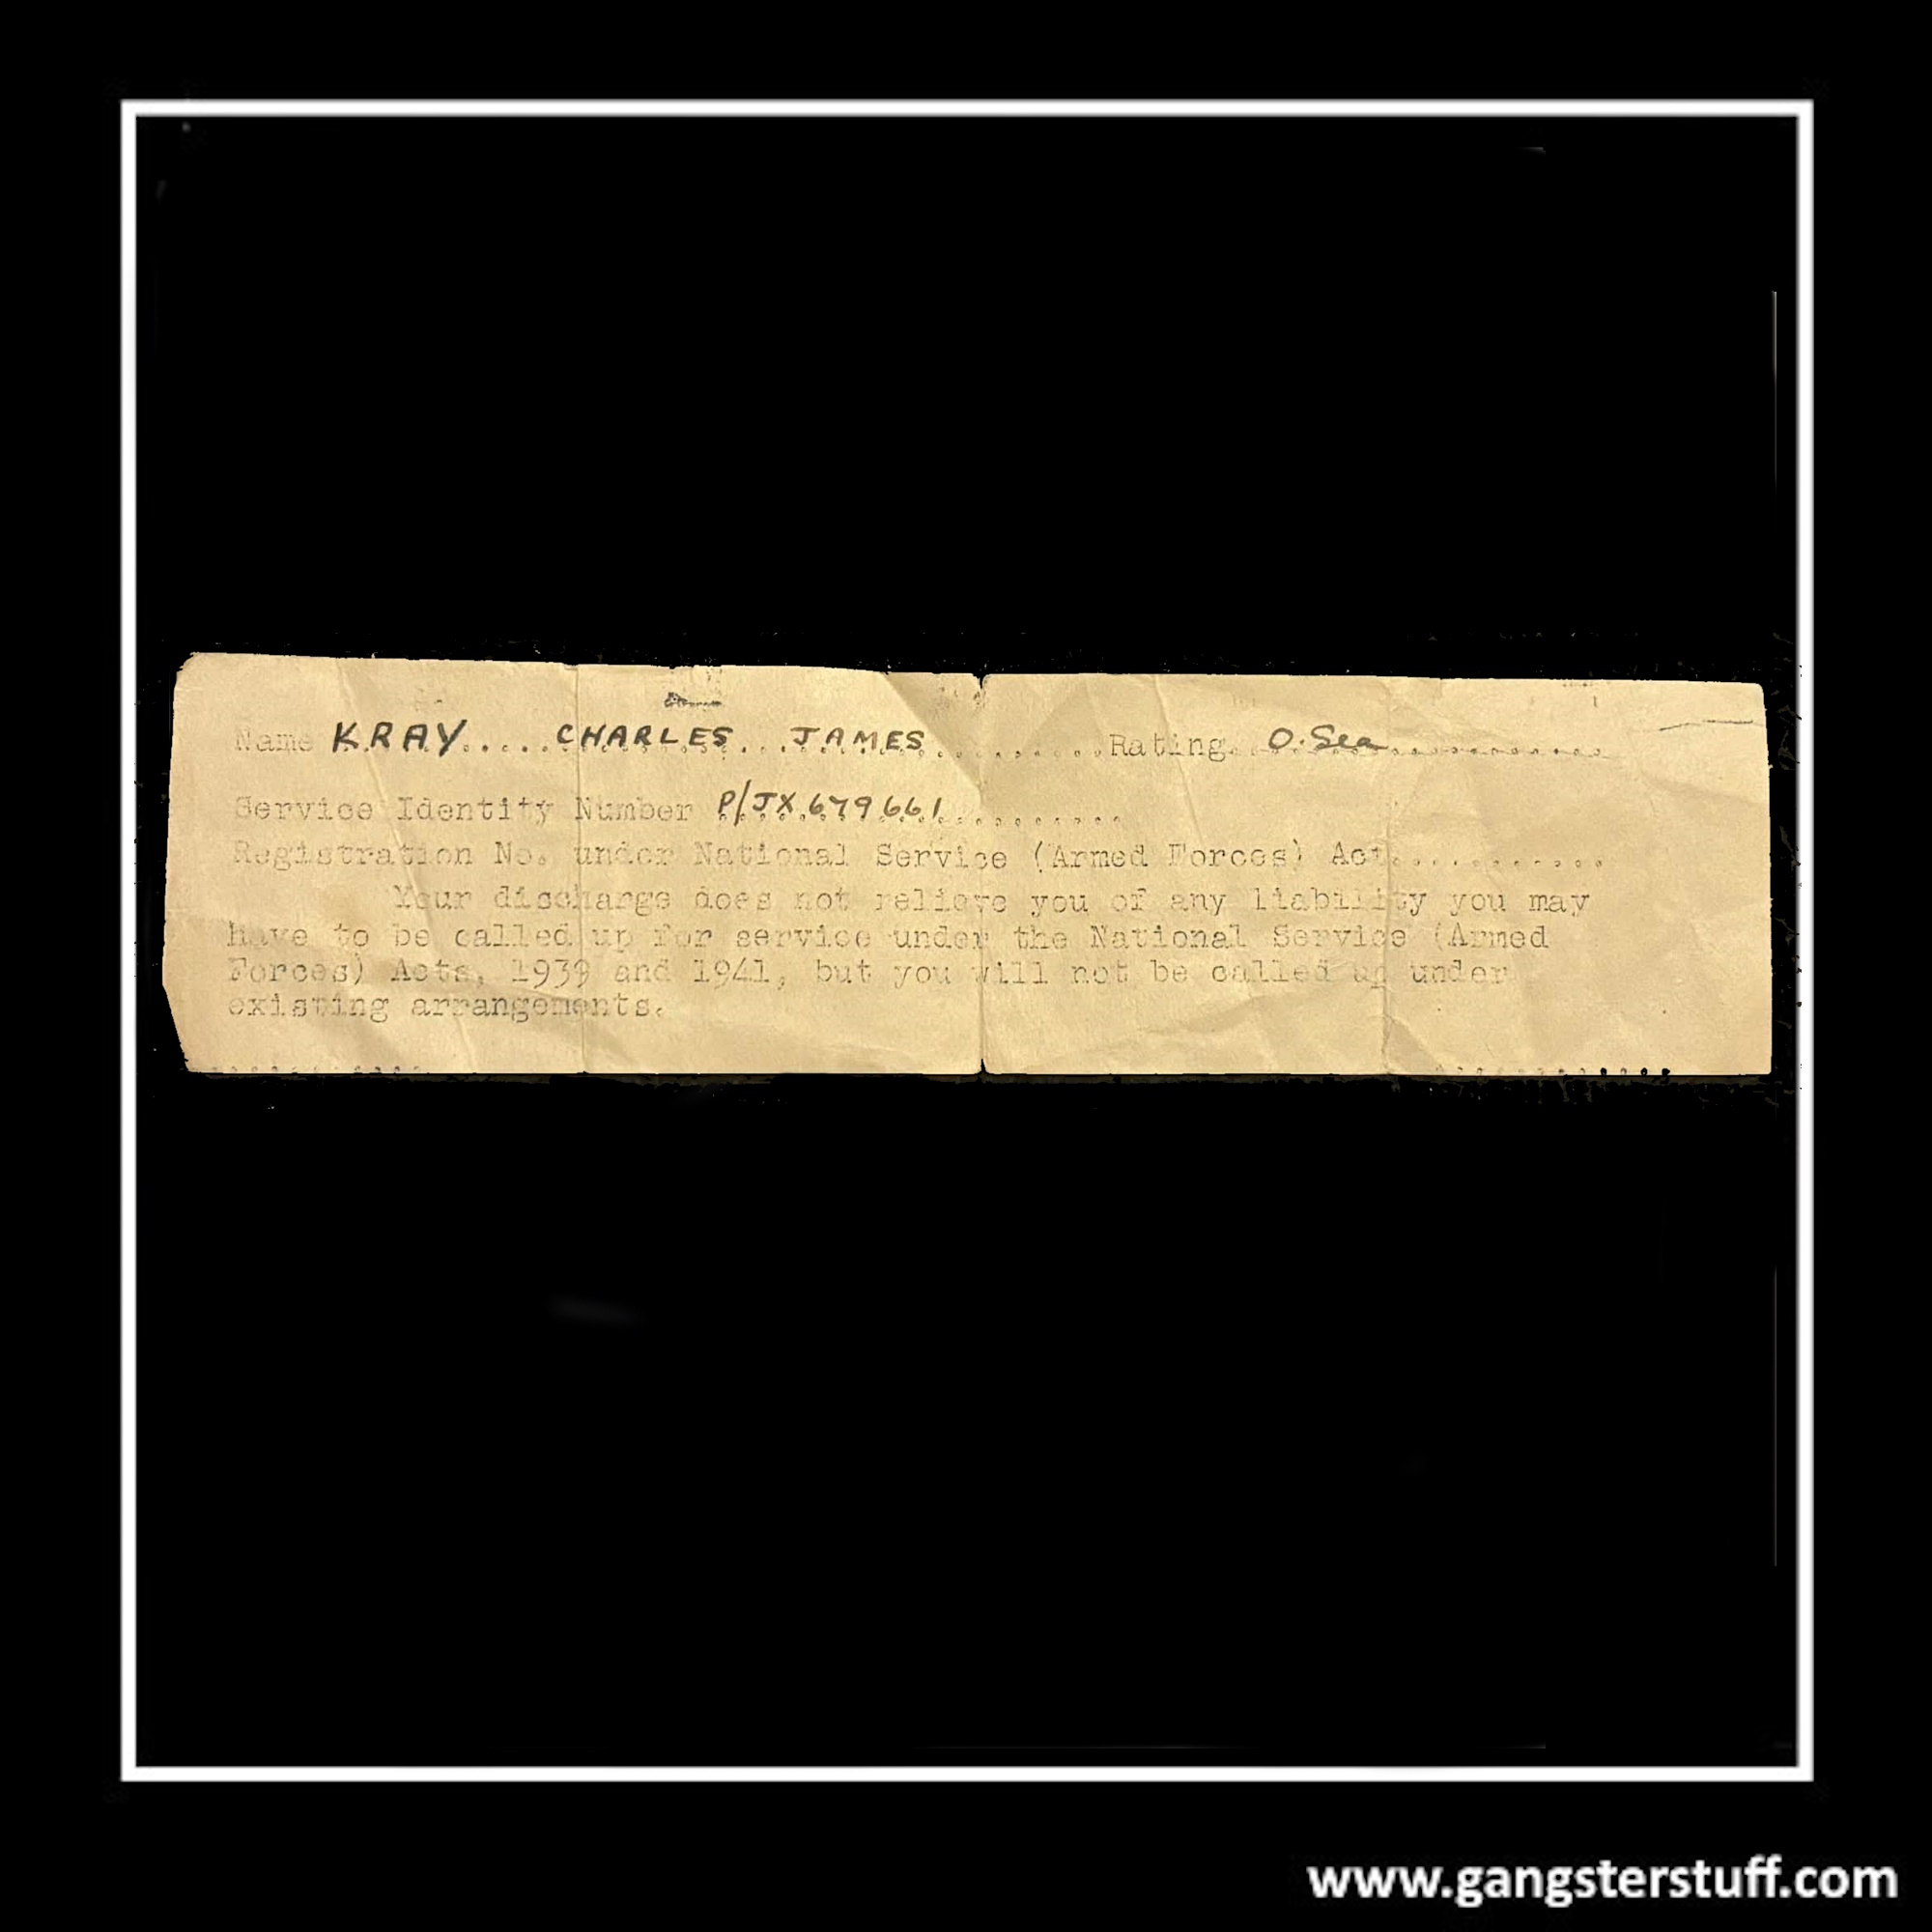 Name KRAY.....CHARLES...JAMES..............Rating..O.Sea..............
Service Identity Number P/JX.679661............
Registration No. under National Service (Armed Forces) Act...........
Your discharge does not relieve you of any liability you may
have to be called up for service under the National Service (Armed
Forces) Acts, 1939 and 1941, but you will not be called up under
existing arrangements.
www.gangsterstuff.com